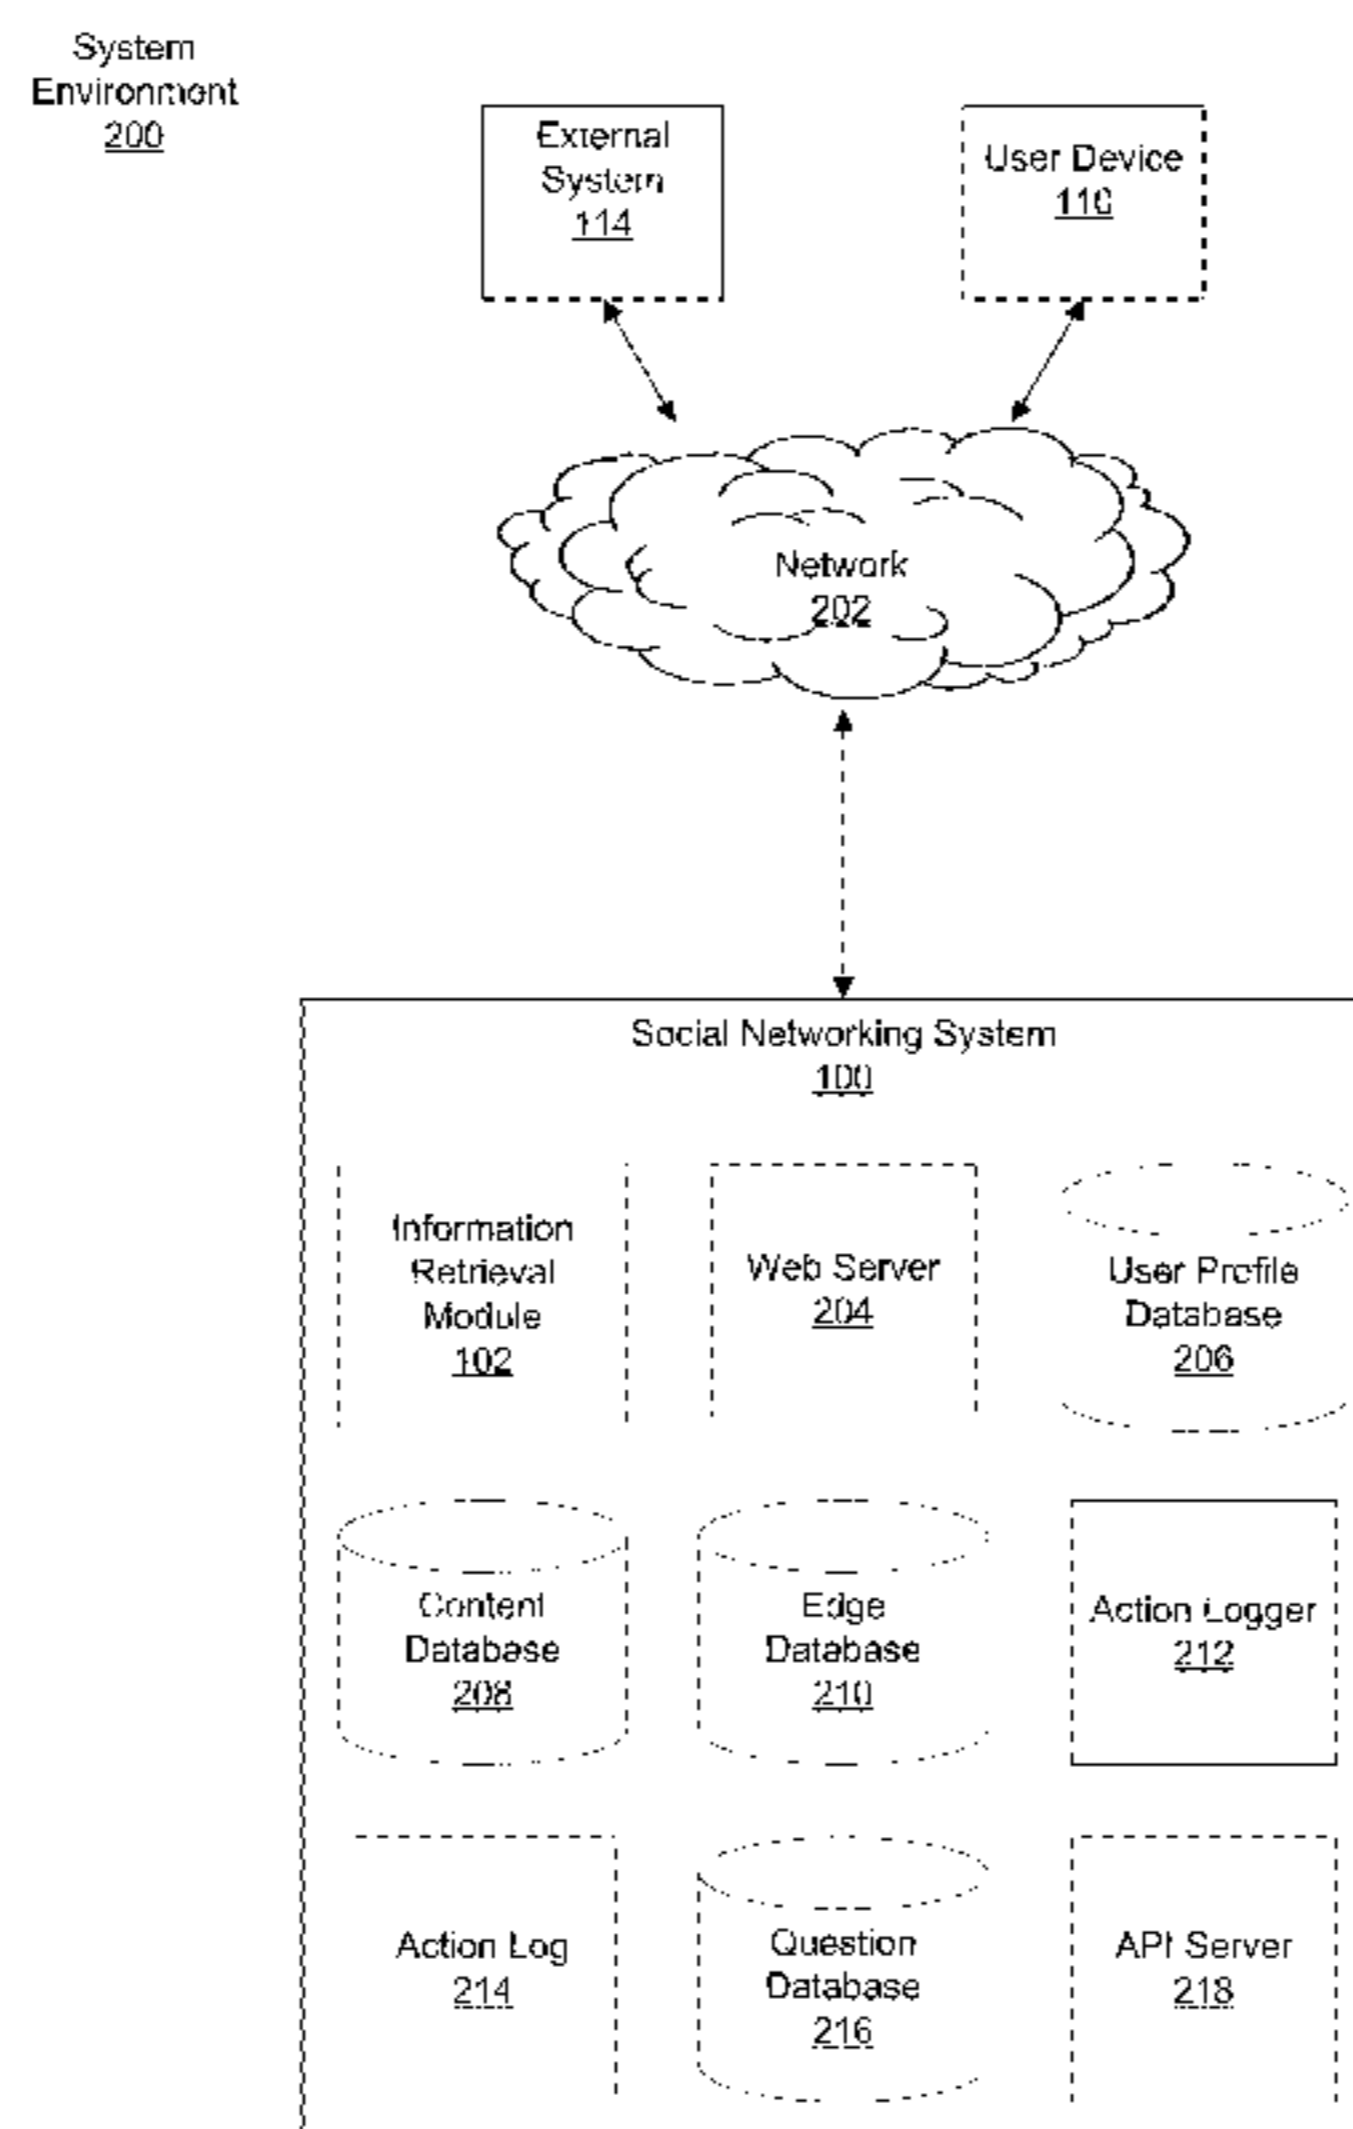 System
Environment
200
External
System
114
User Device
110
Network
202
Social Networking System
100
Information
Retrieval
Module
102
Web Server
204
User Profile
Database
206
Content
Database
208
Edge
Database
210
Action Logger
212
Action Log
214
Question
Database
216
API Server
218